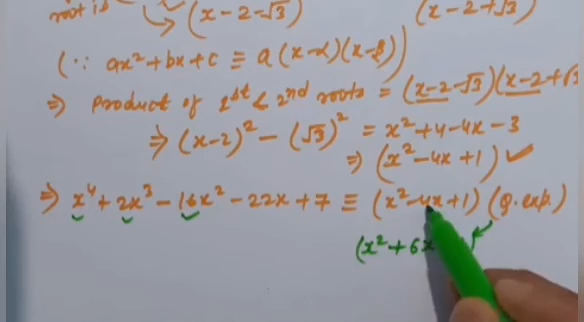 root is (x-2-√3) (x-2+√3)
(∵ ax²+bx+c ≡ a(x-α)(x-β))
⇒ Product of 1st & 2nd roots = (x-2-√3)(x-2+√3
⇒ (x-2)² - (√3)² = x²+4-4x-3
⇒ (x²-4x+1) ✓
⇒ x⁴+2x³-16x²-22x+7 ≡ (x²-4x+1)(Q.exp.)
(x²+6x